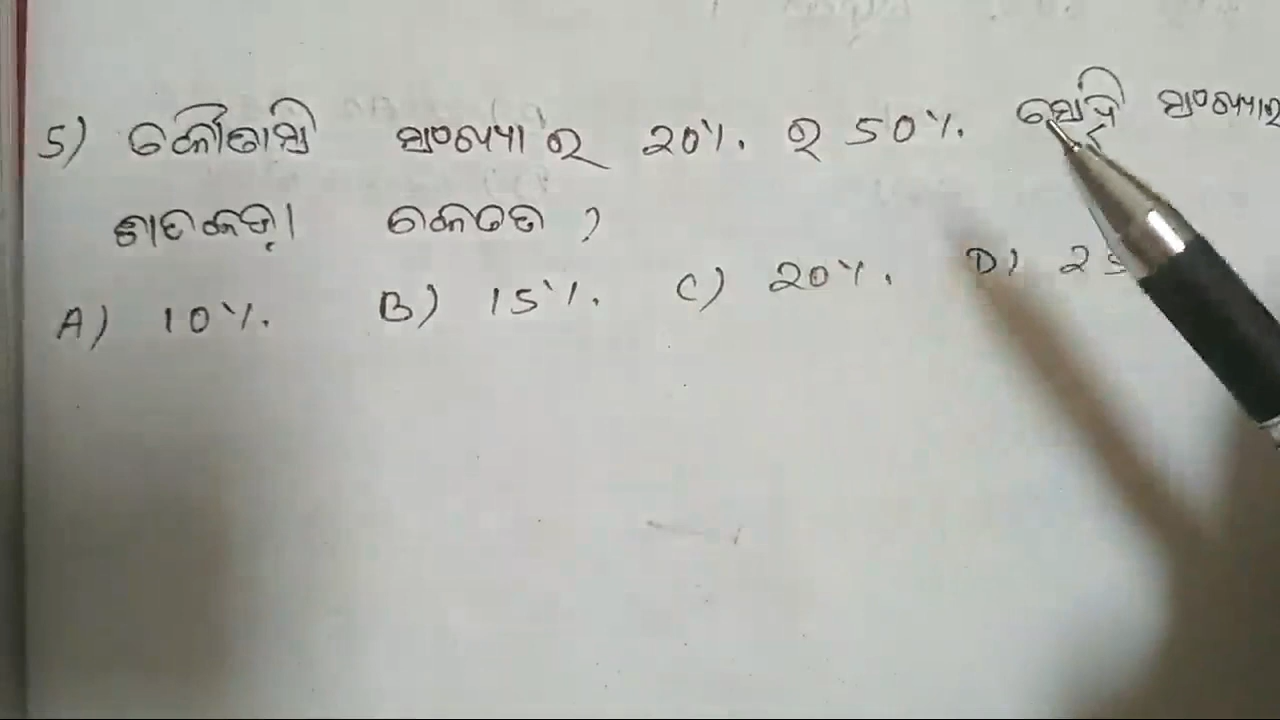 5) କୌଣସି ସଂଖ୍ୟାର 20%. ର 50%. ସେହି ସଂଖ୍ୟାର
ଶତକଡ଼ା କେତେ ?
A) 10%. B) 15%. C) 20%. D) 25